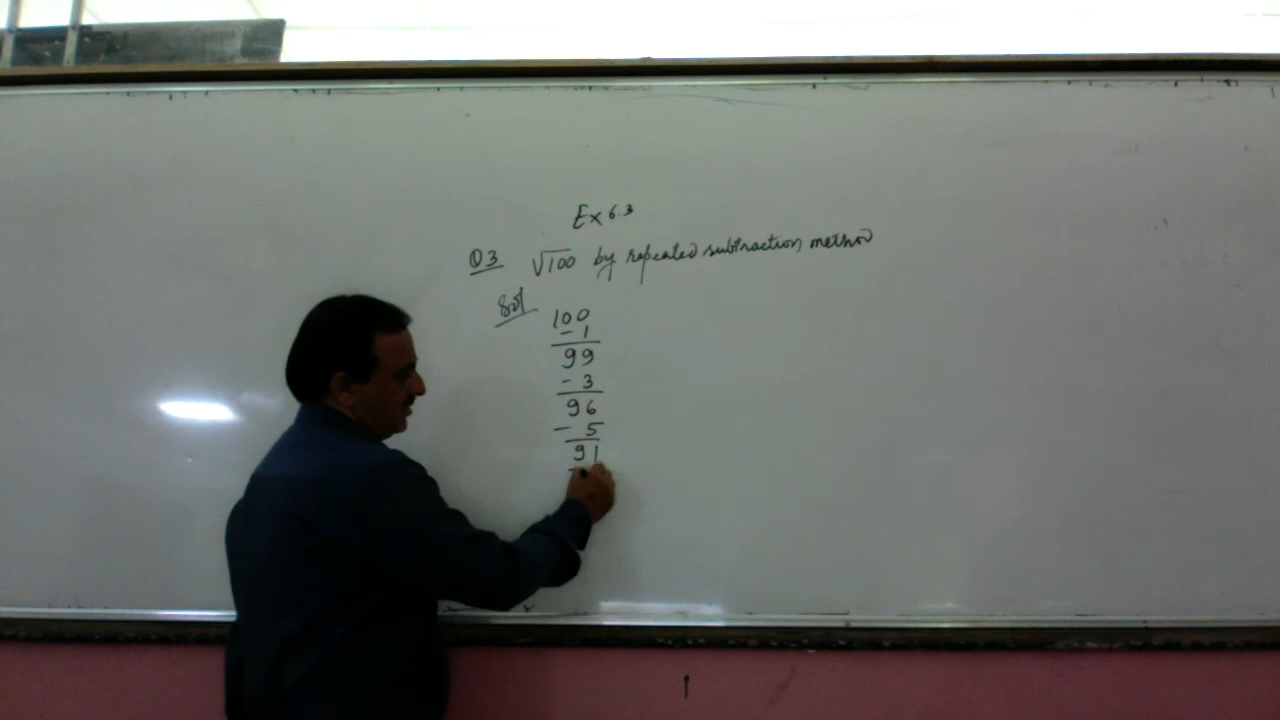 Ex 6.3
Q3 √100 by repeated subtraction method
Sol
100
- 1
99
- 3
96
- 5
91
-